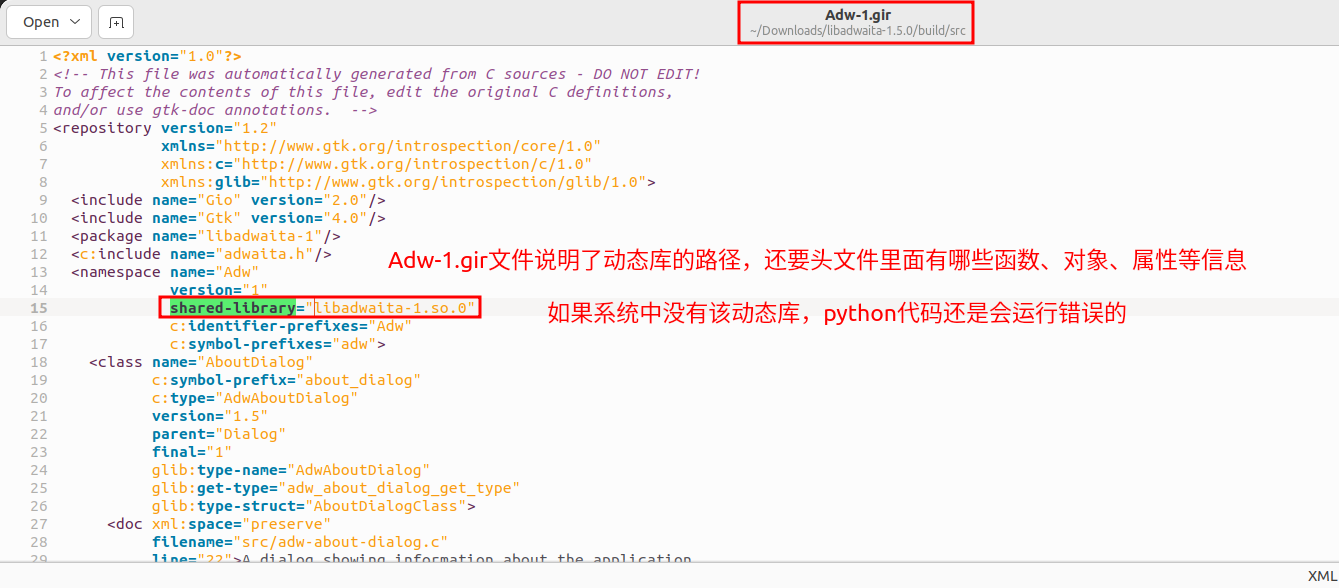 Open
Adw-1.gir
~/Downloads/libadwaita-1.5.0/build/src
1 <?xml version="1.0"?>
2 <!-- This file was automatically generated from C sources - DO NOT EDIT!
3 To affect the contents of this file, edit the original C definitions,
4 and/or use gtk-doc annotations.  -->
5 <repository version="1.2"
6             xmlns="http://www.gtk.org/introspection/core/1.0"
7             xmlns:c="http://www.gtk.org/introspection/c/1.0"
8             xmlns:glib="http://www.gtk.org/introspection/glib/1.0">
9   <include name="Gio" version="2.0"/>
10   <include name="Gtk" version="4.0"/>
11   <package name="libadwaita-1"/>
12   <c:include name="adwaita.h"/>
Adw-1.gir文件说明了动态库的路径，还要头文件里面有哪些函数、对象、属性等信息
13   <namespace name="Adw"
14              version="1"
15              shared-library="libadwaita-1.so.0"
如果系统中没有该动态库，python代码还是会运行错误的
16              c:identifier-prefixes="Adw"
17              c:symbol-prefixes="adw">
18     <class name="AboutDialog"
19            c:symbol-prefix="about_dialog"
20            c:type="AdwAboutDialog"
21            version="1.5"
22            parent="Dialog"
23            final="1"
24            glib:type-name="AdwAboutDialog"
25            glib:get-type="adw_about_dialog_get_type"
26            glib:type-struct="AboutDialogClass">
27       <doc xml:space="preserve"
28            filename="src/adw-about-dialog.c"
29            line="22">A dialog showing information about the application
XML